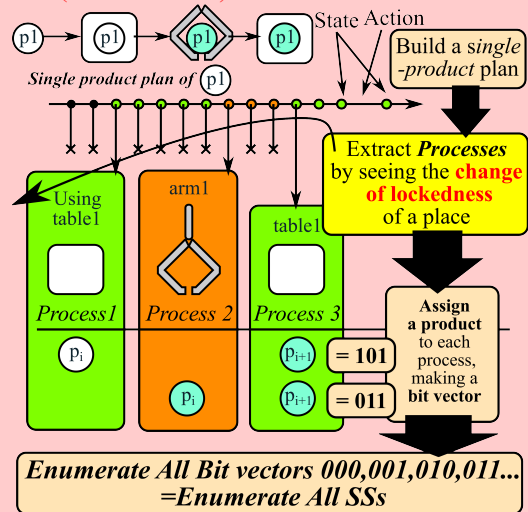 p1
p1
p1
p1
State
Action
Build a single
-product plan
Single product plan of p1
Extract Processes
by seeing the change
of lockedness
of a place
Using
table1
arm1
table1
Process1
Process 2
Process 3
Assign
a product
to each
process,
making a
bit vector
pi
pi+1
= 101
pi
pi+1
= 011
Enumerate All Bit vectors 000,001,010,011...
=Enumerate All SSs